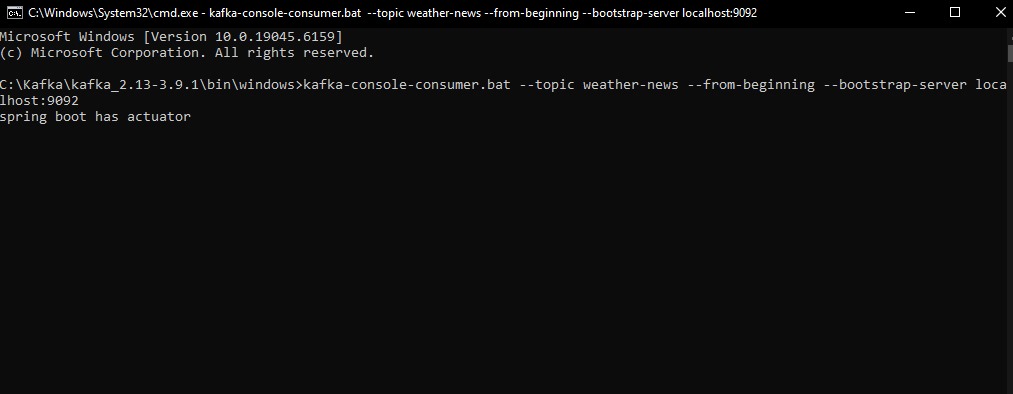 C:\Windows\System32\cmd.exe - kafka-console-consumer.bat  --topic weather-news --from-beginning --bootstrap-server localhost:9092
Microsoft Windows [Version 10.0.19045.6159]
(c) Microsoft Corporation. All rights reserved.
C:\Kafka\kafka_2.13-3.9.1\bin\windows>kafka-console-consumer.bat --topic weather-news --from-beginning --bootstrap-server loca
lhost:9092
spring boot has actuator